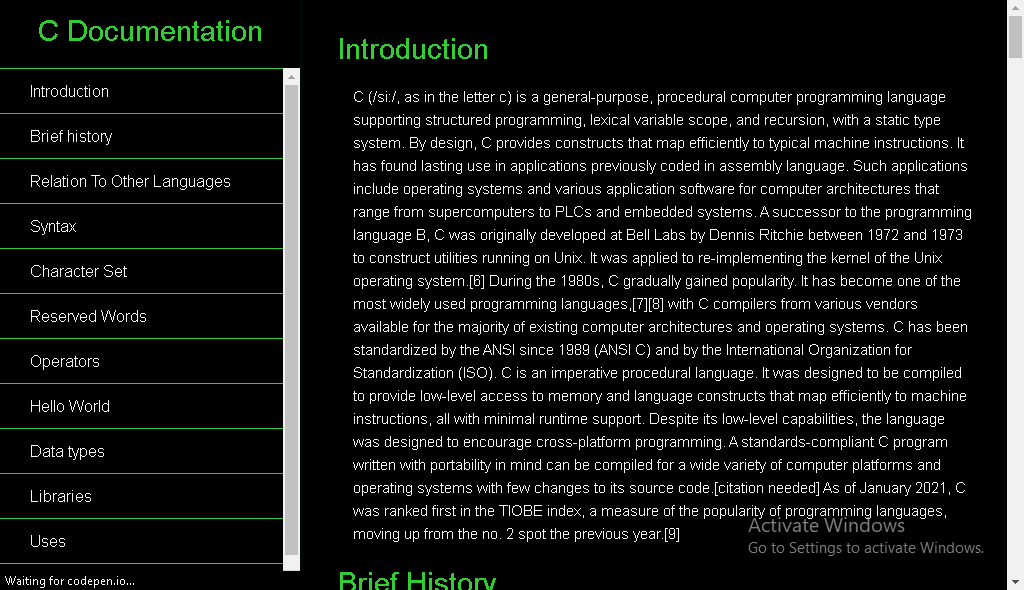 C Documentation
Introduction
Brief history
Relation To Other Languages
Syntax
Character Set
Reserved Words
Operators
Hello World
Data types
Libraries
Uses
Waiting for codepen.io...
Introduction
C (/siː/, as in the letter c) is a general-purpose, procedural computer programming language
supporting structured programming, lexical variable scope, and recursion, with a static type
system. By design, C provides constructs that map efficiently to typical machine instructions. It
has found lasting use in applications previously coded in assembly language. Such applications
include operating systems and various application software for computer architectures that
range from supercomputers to PLCs and embedded systems. A successor to the programming
language B, C was originally developed at Bell Labs by Dennis Ritchie between 1972 and 1973
to construct utilities running on Unix. It was applied to re-implementing the kernel of the Unix
operating system.[6] During the 1980s, C gradually gained popularity. It has become one of the
most widely used programming languages,[7][8] with C compilers from various vendors
available for the majority of existing computer architectures and operating systems. C has been
standardized by the ANSI since 1989 (ANSI C) and by the International Organization for
Standardization (ISO). C is an imperative procedural language. It was designed to be compiled
to provide low-level access to memory and language constructs that map efficiently to machine
instructions, all with minimal runtime support. Despite its low-level capabilities, the language
was designed to encourage cross-platform programming. A standards-compliant C program
written with portability in mind can be compiled for a wide variety of computer platforms and
operating systems with few changes to its source code.[citation needed] As of January 2021, C
was ranked first in the TIOBE index, a measure of the popularity of programming languages,
moving up from the no. 2 spot the previous year.[9]
Activate Windows
Go to Settings to activate Windows.
Brief History